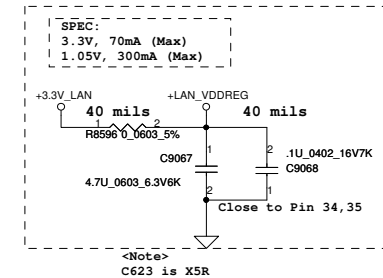 SPEC:
3.3V, 70mA (Max)
1.05V, 300mA (Max)
+3.3V_LAN
+LAN_VDDREG
40 mils
40 mils
1
2
R8596 0_0603_5%
C9067
1
2
.1U_0402_16V7K
C9068
4.7U_0603_6.3V6K
2
1
Close to Pin 34,35
<Note>
C623 is X5R